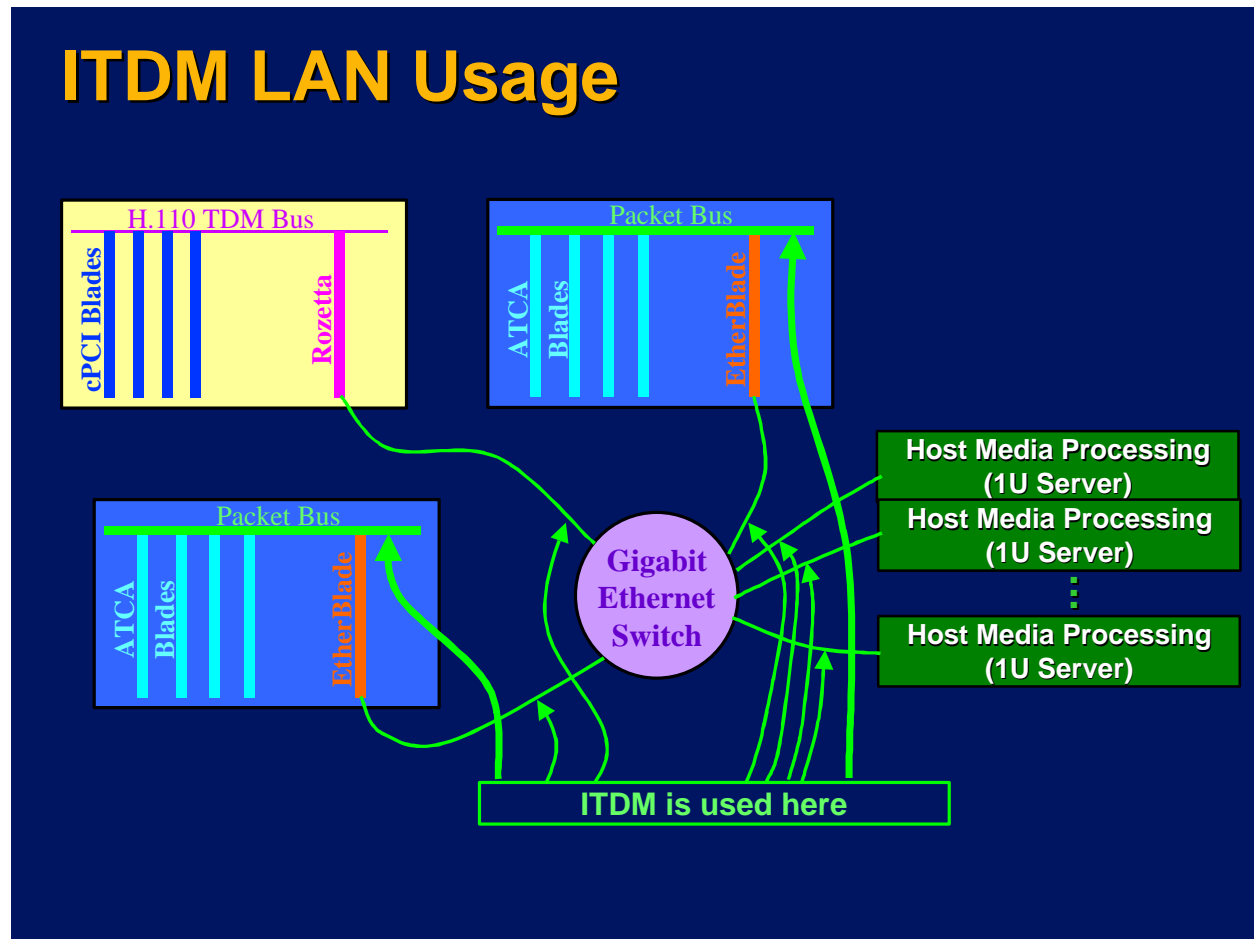 ITDM LAN Usage
H.110 TDM Bus
cPCI Blades
Rozetta
Packet Bus
ATCA
Blades
EtherBlade
Host Media Processing
(1U Server)
Host Media Processing
(1U Server)
⋮
Host Media Processing
(1U Server)
Packet Bus
ATCA
Blades
EtherBlade
Gigabit
Ethernet
Switch
ITDM is used here